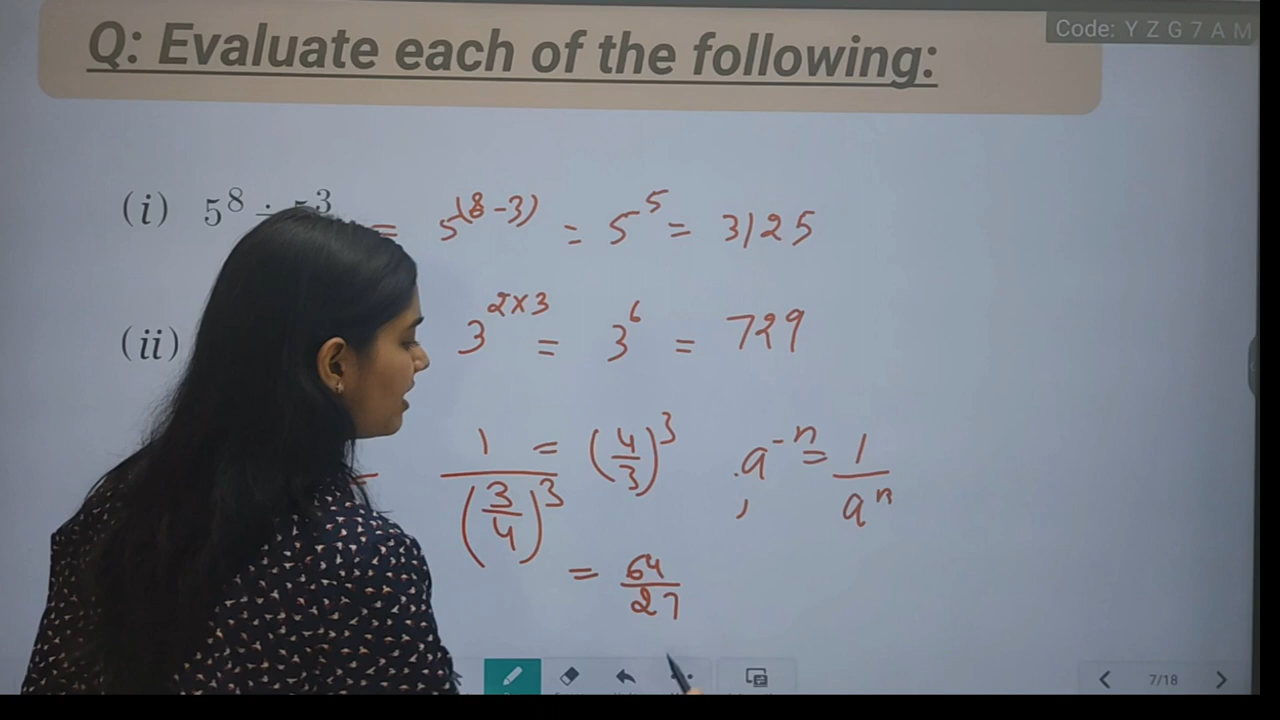 Code: Y Z G 7 A M
Q: Evaluate each of the following:
(i) 5^8 ÷ 5^3 = 5^(8-3) = 5^5 = 3125
(ii) 3^2×3 = 3^6 = 729
= 1/(3/4)^3 = (4/3)^3 , a^-n = 1/a^n
= 64/27
7/18